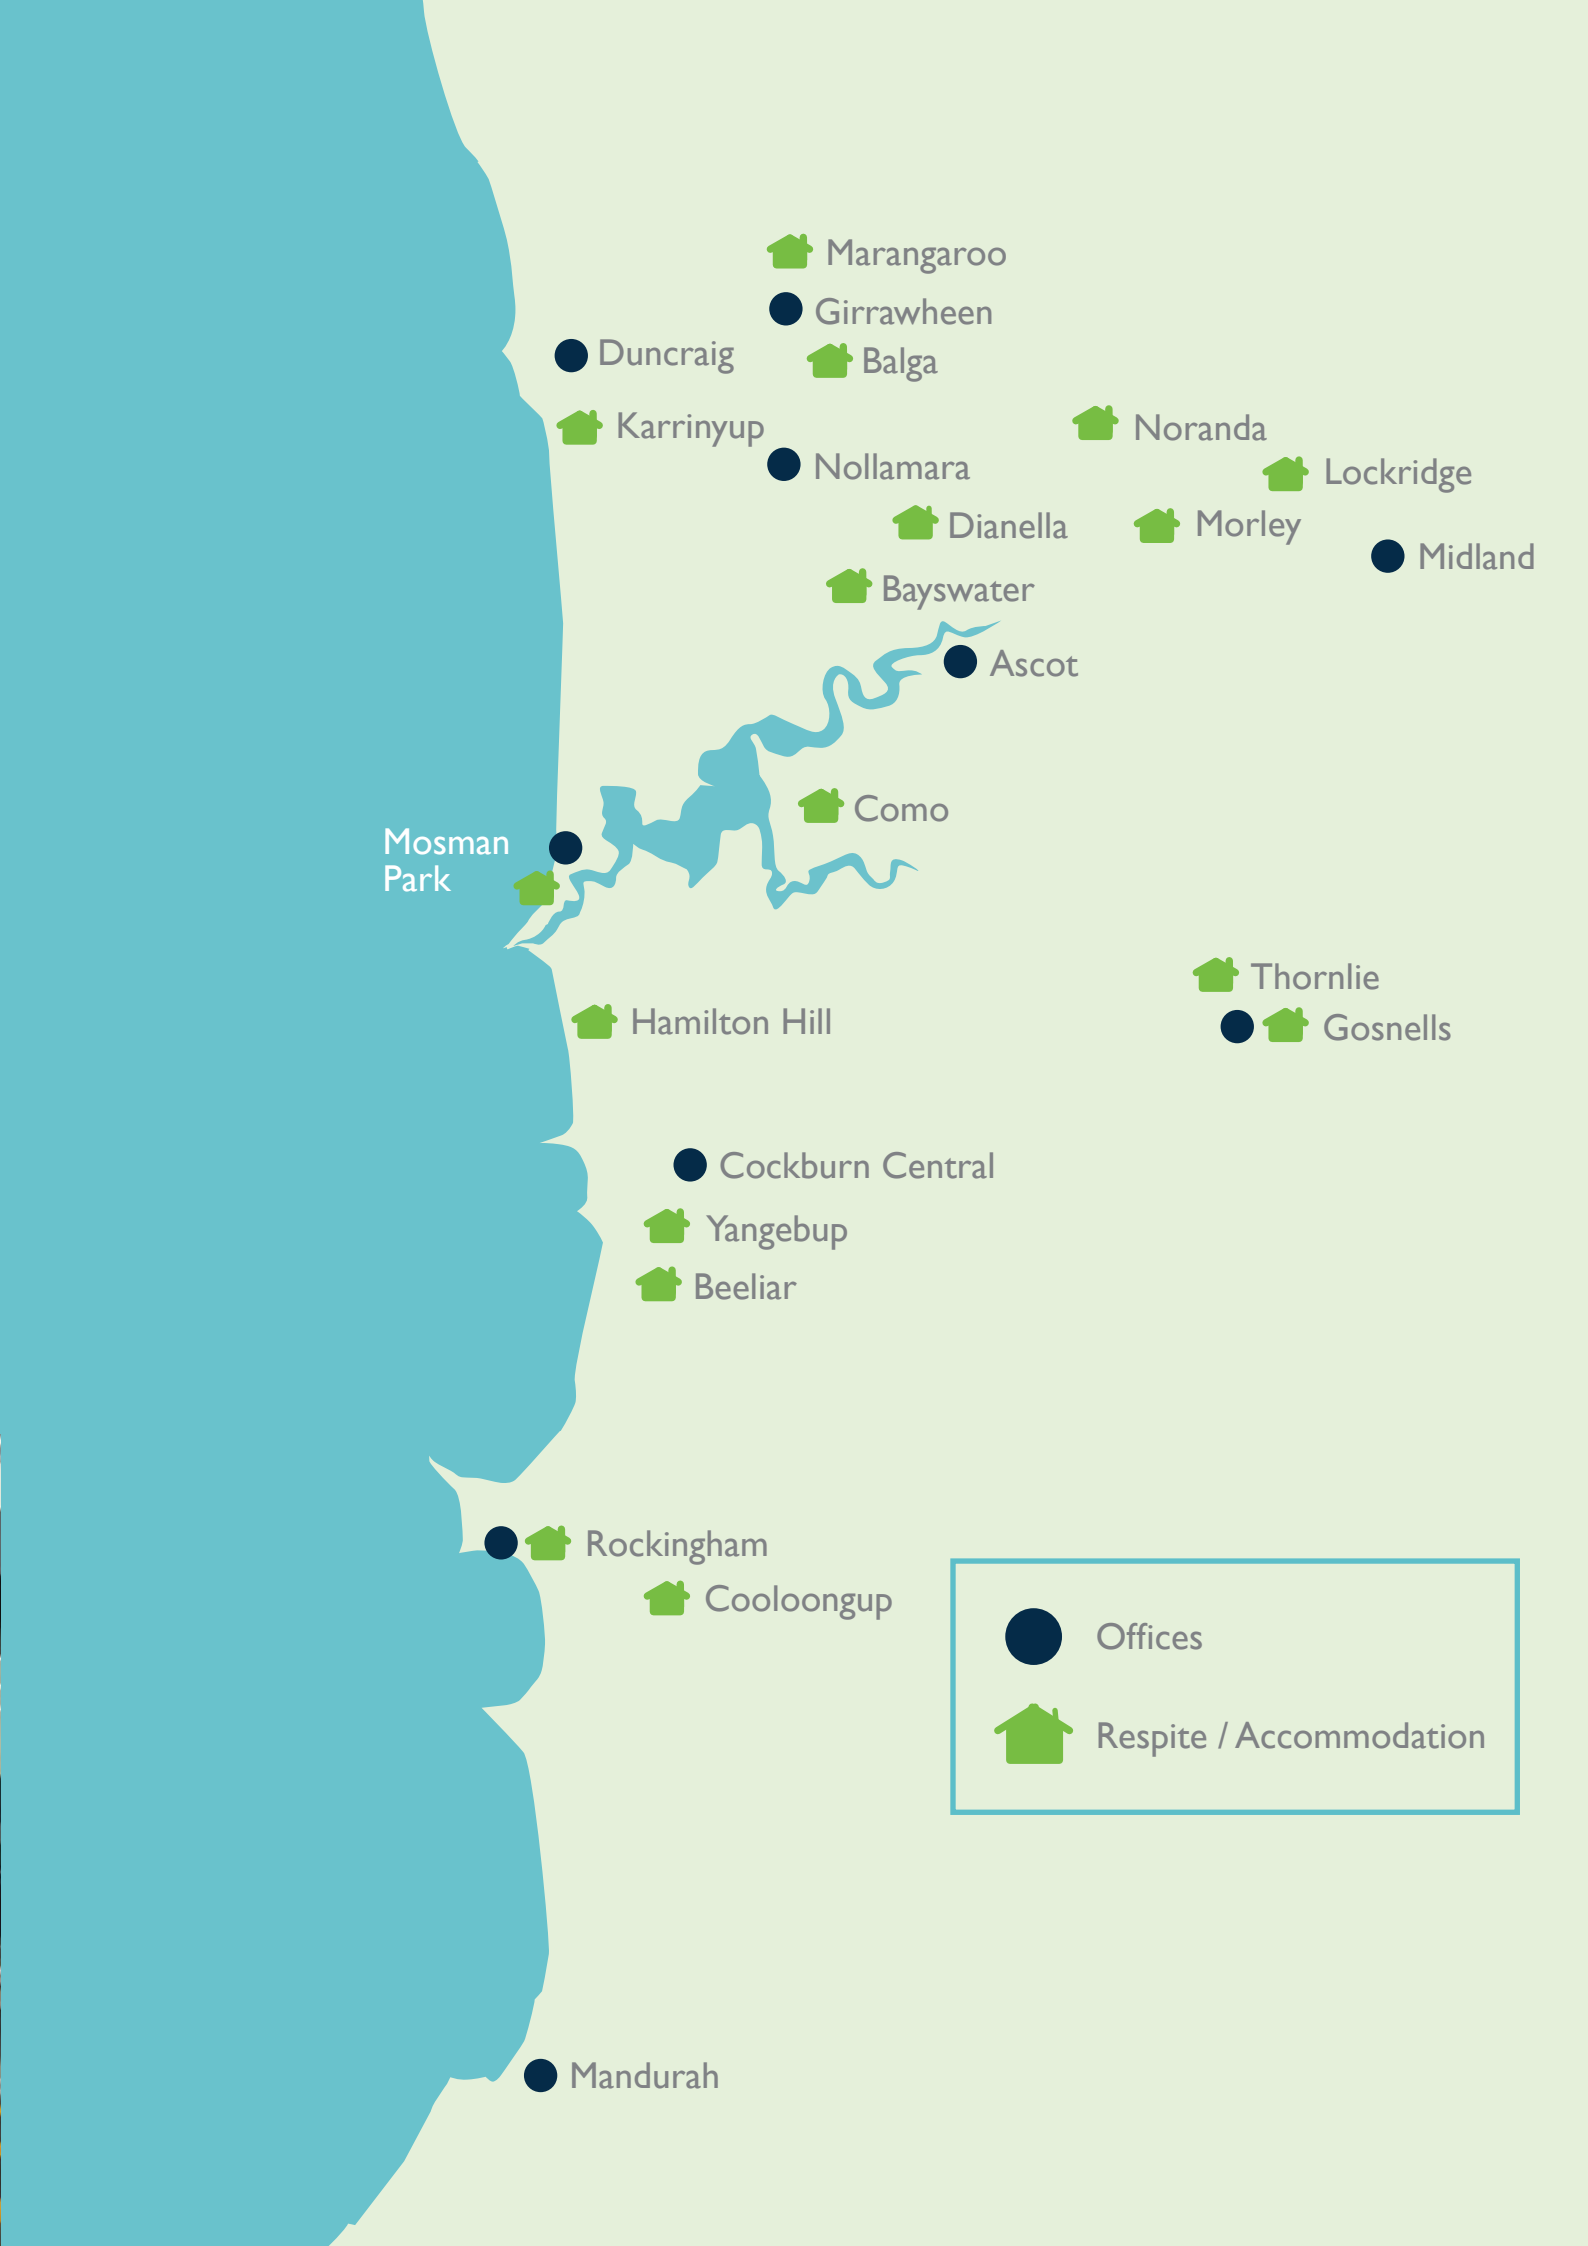 Marangaroo
Girrawheen
Duncraig
Balga
Karrinyup
Noranda
Nollamara
Lockridge
Dianella
Morley
Midland
Bayswater
Ascot
Como
Mosman
Park
Thornlie
Hamilton Hill
Gosnells
Cockburn Central
Yangebup
Beeliar
Rockingham
Cooloongup
Offices
Respite / Accommodation
Mandurah